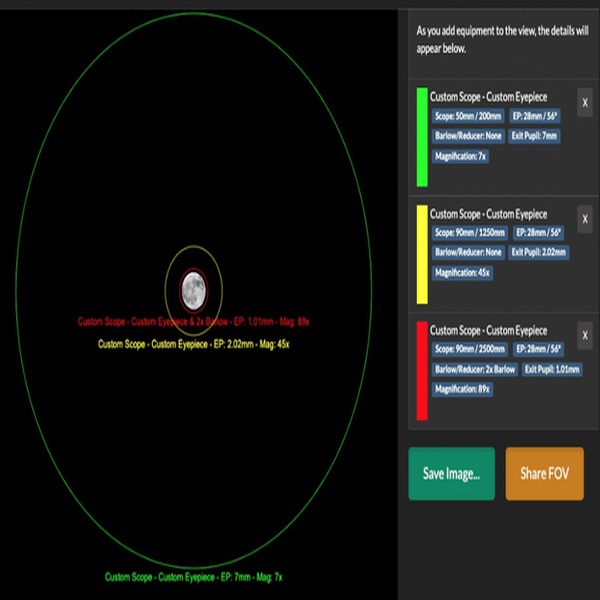 As you add equipment to the view, the details will
appear below.
Custom Scope - Custom Eyepiece
X
Scope: 50mm / 200mm EP: 28mm / 56°
Barlow/Reducer: None Exit Pupil: 7mm
Magnification: 7x
Custom Scope - Custom Eyepiece
X
Scope: 90mm / 1250mm EP: 28mm / 56°
Barlow/Reducer: None Exit Pupil: 2.02mm
Magnification: 45x
Custom Scope - Custom Eyepiece
X
Scope: 90mm / 2500mm EP: 28mm / 56°
Barlow/Reducer: 2x Barlow Exit Pupil: 1.01mm
Magnification: 89x
Save Image... Share FOV
Custom Scope - Custom Eyepiece & 2x Barlow - EP: 1.01mm - Mag: 89x
Custom Scope - Custom Eyepiece - EP: 2.02mm - Mag: 45x
Custom Scope - Custom Eyepiece - EP: 7mm - Mag: 7x